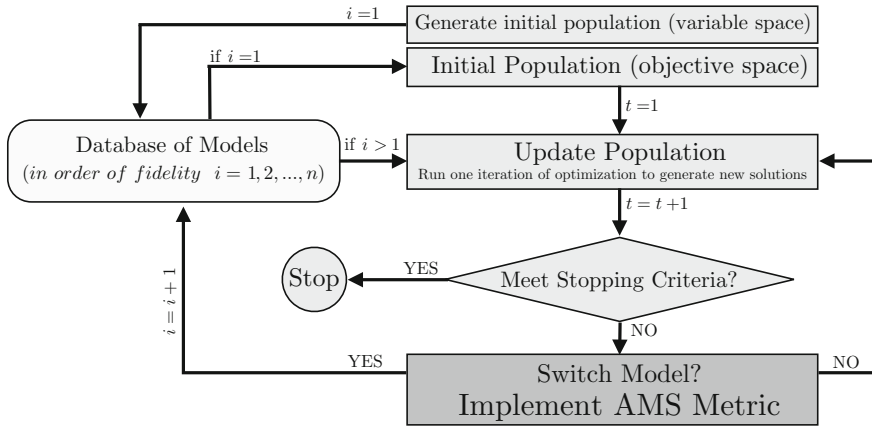 i=1
Generate initial population (variable space)
if i=1
Initial Population (objective space)
t=1
Database of Models
(in order of fidelity i = 1, 2, ..., n)
if i > 1
Update Population
Run one iteration of optimization to generate new solutions
t = t+1
Meet Stopping Criteria?
YES
Stop
NO
i = i + 1
YES
Switch Model?
Implement AMS Metric
NO